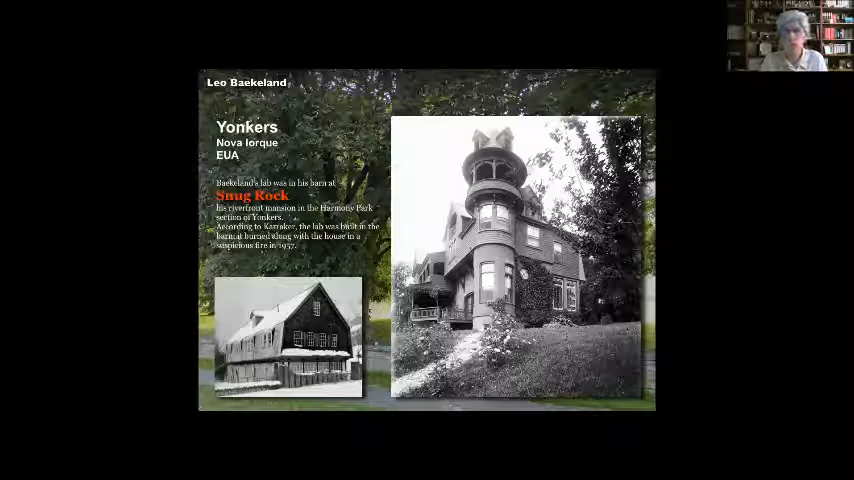 Leo Baekeland
Yonkers
Nova Iorque
EUA
Baekeland's lab was in his barn at
Snug Rock
his riverfront mansion in the Harmony Park
section of Yonkers.
According to Karraker, the lab was built in the
barn at burned along with the house in a
suspicious fire in 1957.